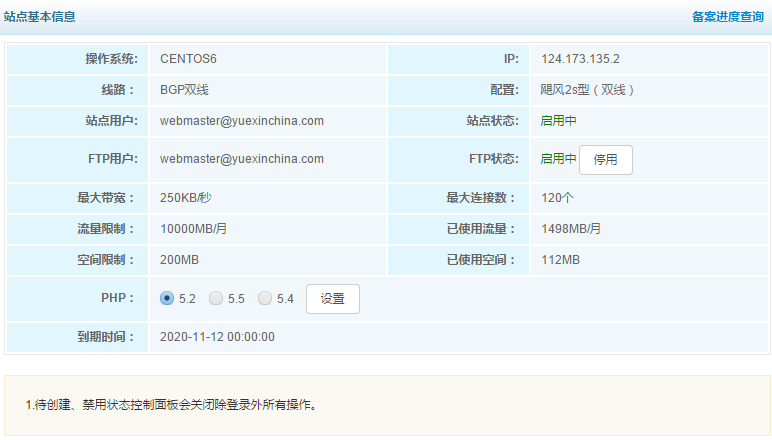 站点基本信息 备案进度查询
操作系统: CENTOS6 IP: 124.173.135.2
线路： BGP双线 配置: 飓风2s型（双线）
站点用户: webmaster@yuexinchina.com 站点状态: 启用中
FTP用户: webmaster@yuexinchina.com FTP状态: 启用中 停用
最大带宽： 250KB/秒 最大连接数： 120个
流量限制： 10000MB/月 已使用流量： 1498MB/月
空间限制： 200MB 已使用空间： 112MB
PHP： 5.2 5.5 5.4 设置
到期时间： 2020-11-12 00:00:00
1.待创建、禁用状态控制面板会关闭除登录外所有操作。